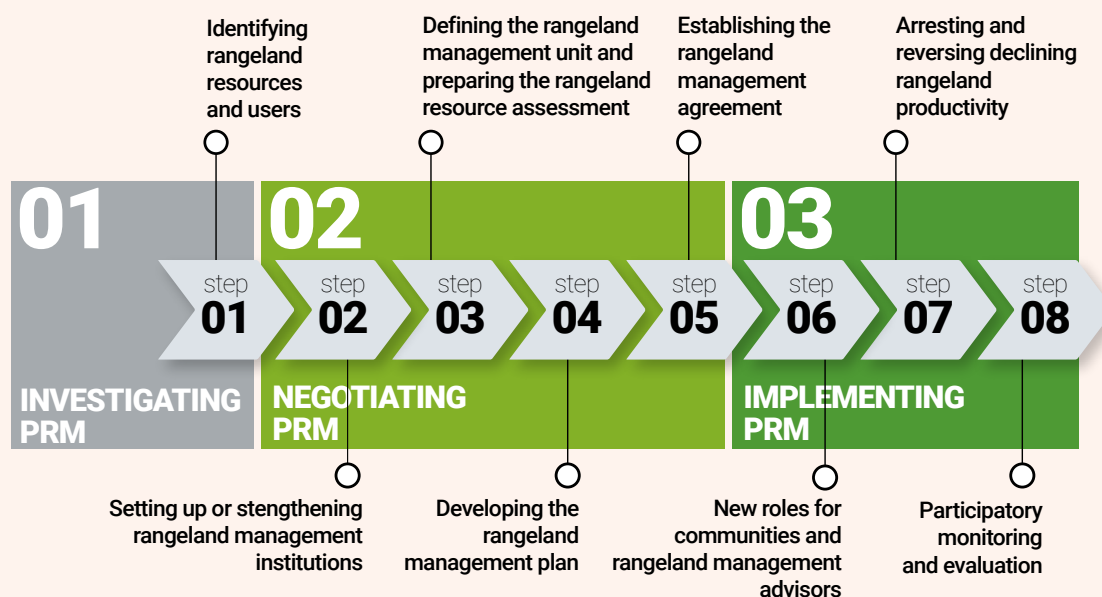 Identifying
rangeland
resources
and users
Defining the rangeland
management unit and
preparing the rangeland
resource assessment
Establishing the
rangeland
management
agreement
Arresting and
reversing declining
rangeland
productivity
01
02
03
step
01
step
02
step
03
step
04
step
05
step
06
step
07
step
08
INVESTIGATING
PRM
NEGOTIATING
PRM
IMPLEMENTING
PRM
Setting up or stengthening
rangeland management
institutions
Developing the
rangeland
management plan
New roles for
communities and
rangeland management
advisors
Participatory
monitoring
and evaluation